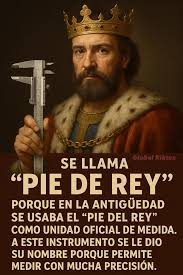 Global Riktos
SE LLAMA
“PIE DE REY”
PORQUE EN LA ANTIGÜEDAD
SE USABA EL “PIE DEL REY”
COMO UNIDAD OFICIAL DE MEDIDA.
A ESTE INSTRUMENTO SE LE DIO
SU NOMBRE PORQUE PERMITE
MEDIR CON MUCHA PRECISIÓN.